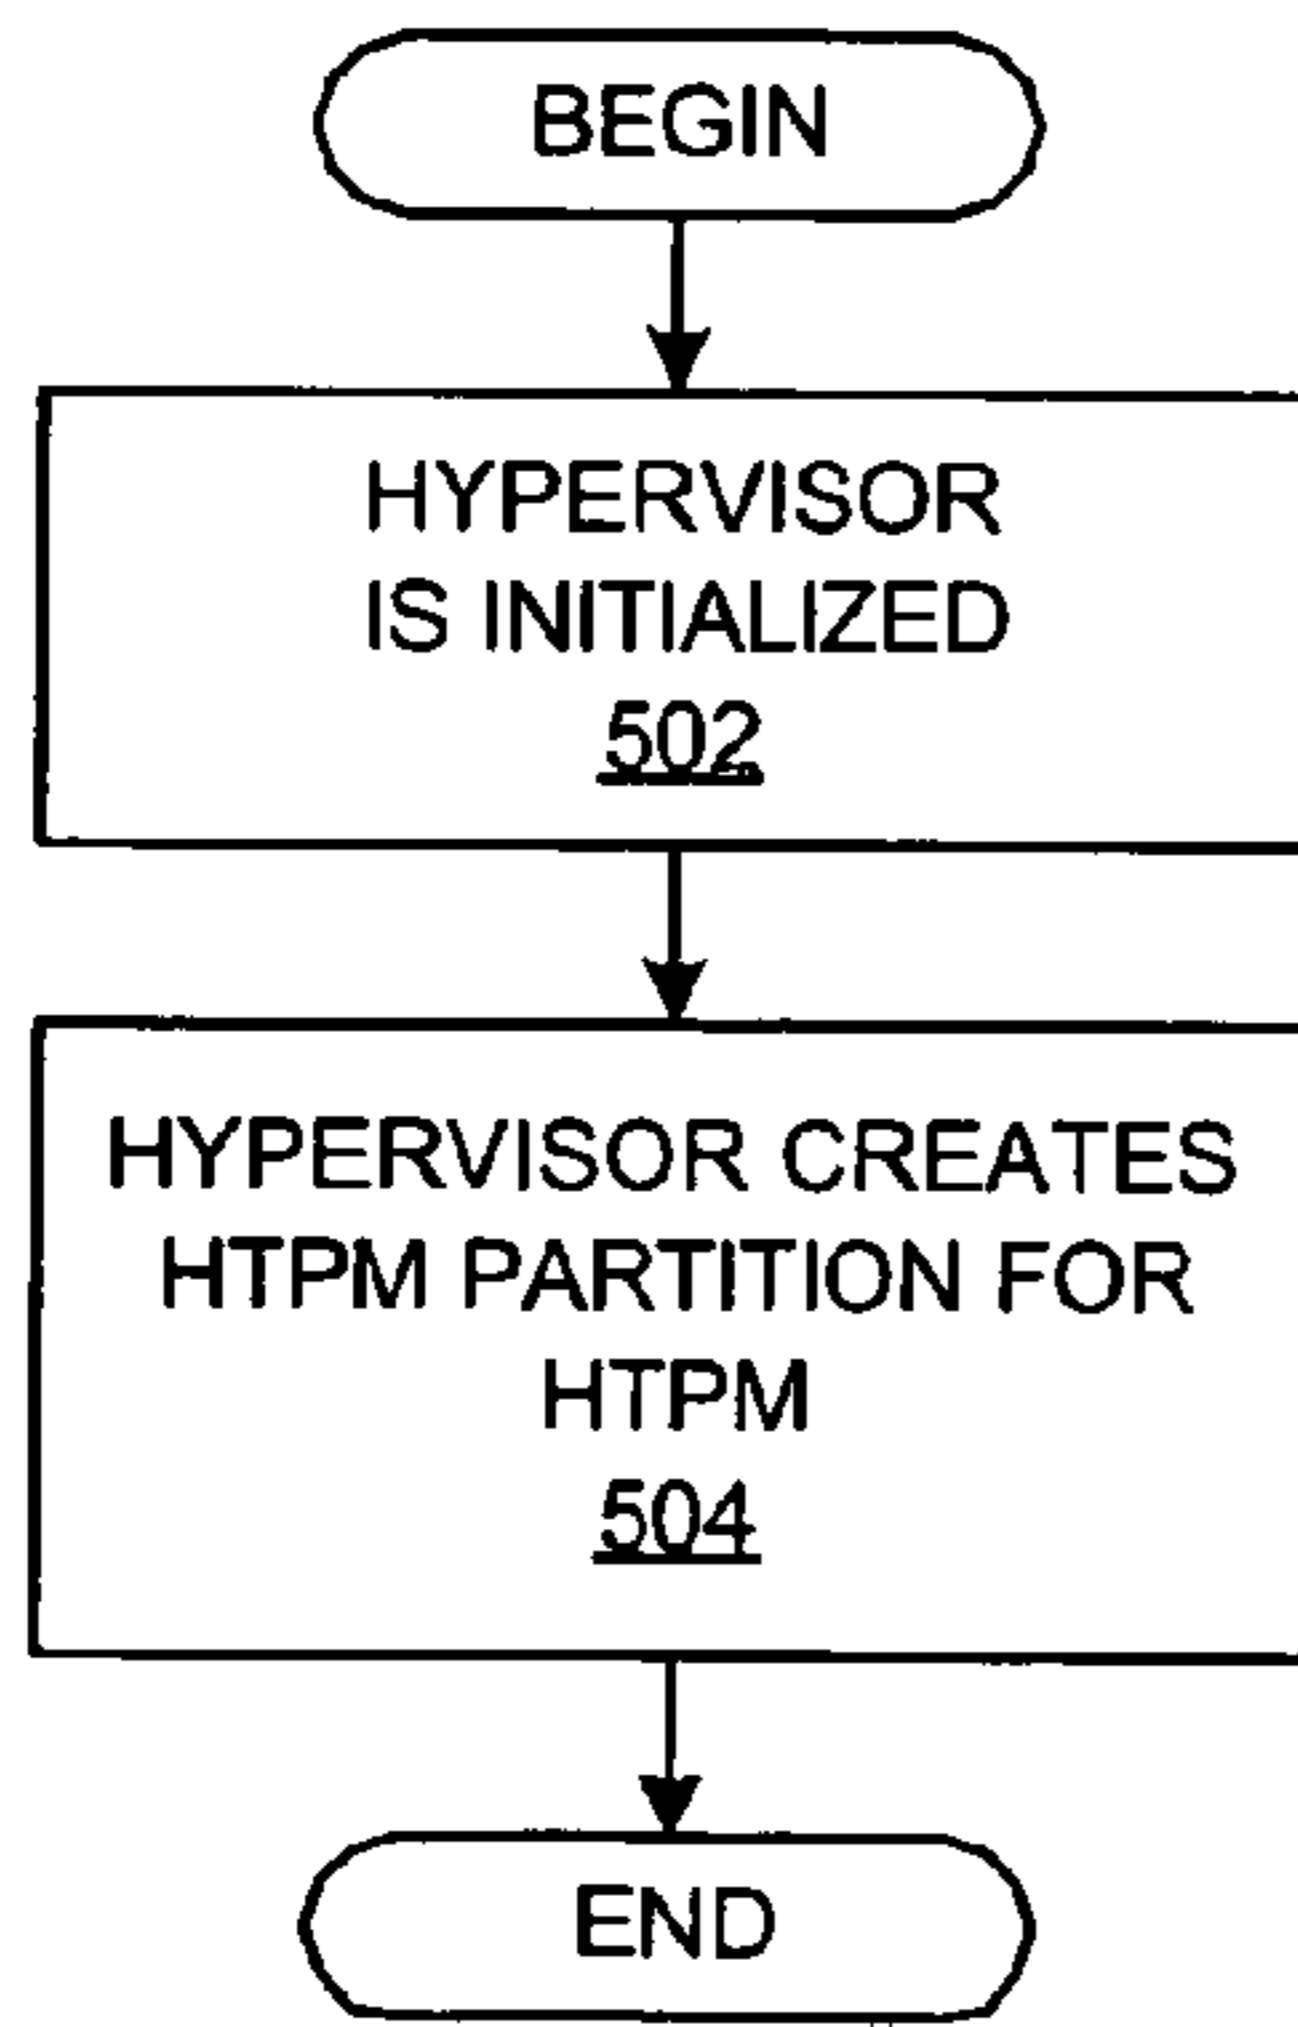 BEGIN
HYPERVISOR
IS INITIALIZED
502
HYPERVISOR CREATES
HTPM PARTITION FOR
HTPM
504
END